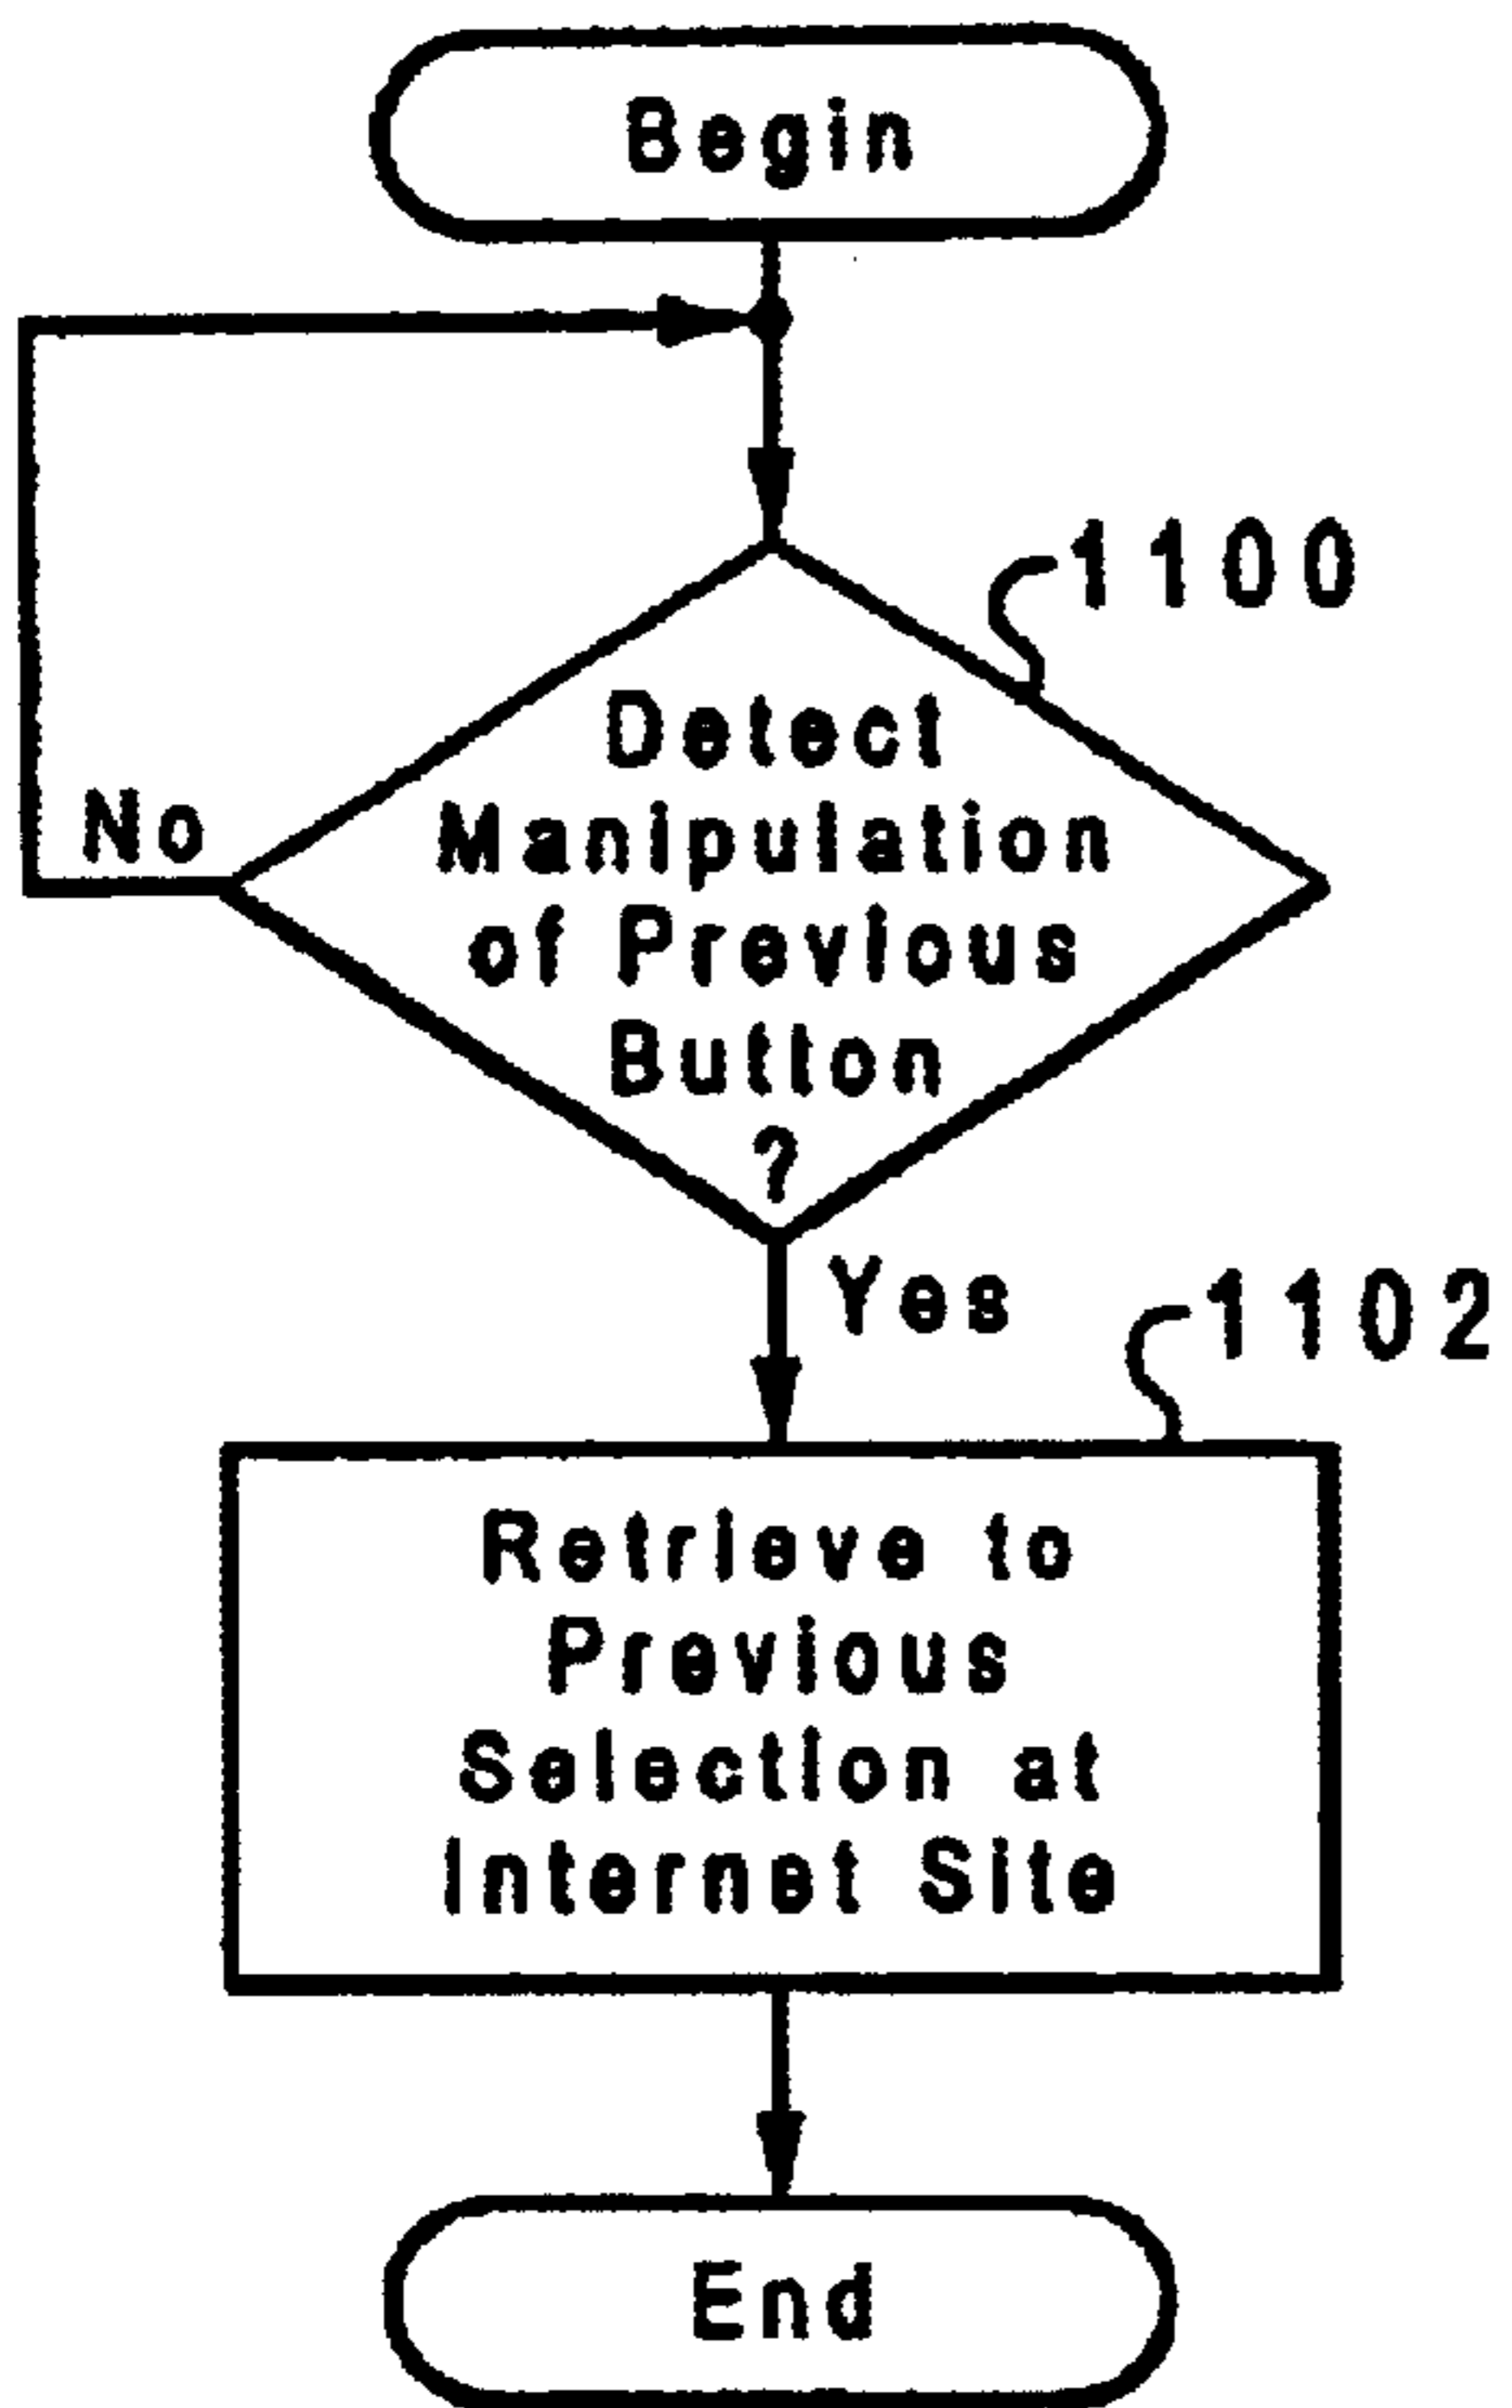 Begin
1100
Detect
Manipulation
of Previous
Button
?
No
Yes
1102
Retrieve to
Previous
Selection at
Internet Site
End